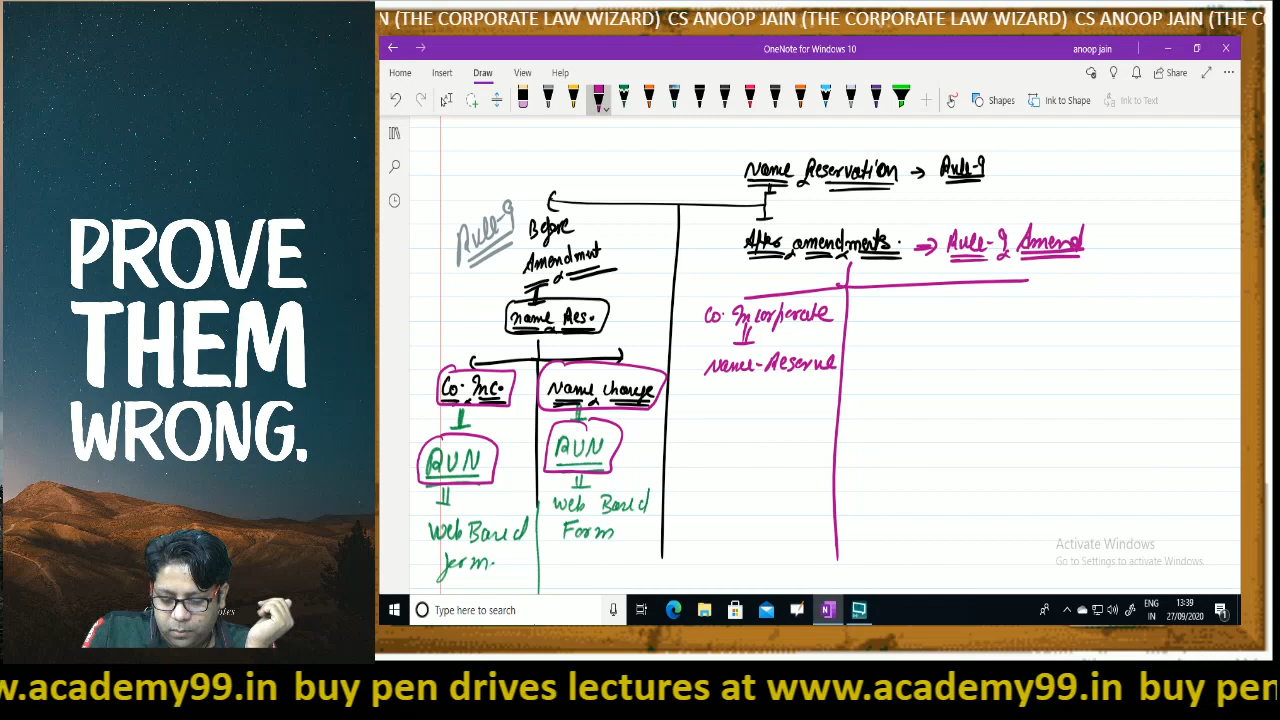 N (THE CORPORATE LAW WIZARD) CS ANOOP JAIN (THE CORPORATE LAW WIZARD) CS ANOOP JAIN (THE CO
OneNote for Windows 10
anoop jain
Home Insert Draw View Help
Share
Shapes
Ink to Shape
Ink to Text
PROVE
THEM
WRONG.
Name Reservation → Rule-9
Rule-9
Before
Amendment
After amendments. ⇒ Rule-9 Amend
Name Res.
Co. Incorporate
Name-Reserve
Co. Inc.
Name change
RUN
RUN
Web Based
Form
Web Based
form.
Activate Windows
Go to Settings to activate Windows.
Type here to search
ENG
IN
13:39
27/09/2020
w.academy99.in buy pen drives lectures at www.academy99.in buy pen